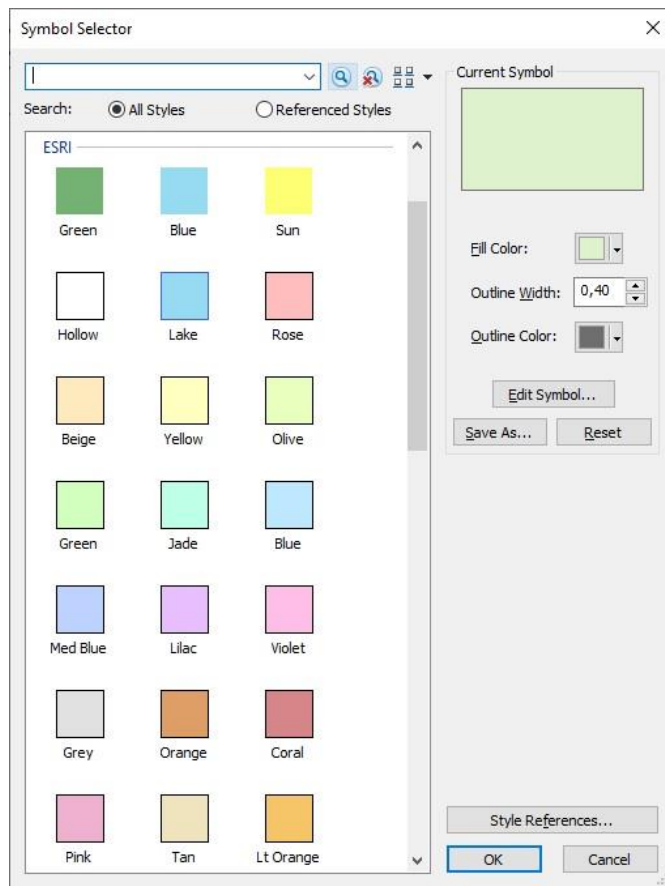 Symbol Selector
Search: All Styles Referenced Styles
ESRI
Green Blue Sun
Hollow Lake Rose
Beige Yellow Olive
Green Jade Blue
Med Blue Lilac Violet
Grey Orange Coral
Pink Tan Lt Orange
Current Symbol
Fill Color:
Outline Width: 0,40
Outline Color:
Edit Symbol...
Save As... Reset
Style References...
OK Cancel